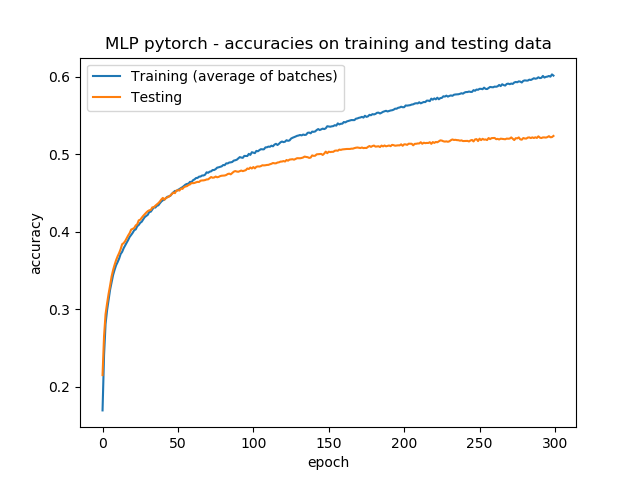 MLP pytorch - accuracies on training and testing data
Training (average of batches)
Testing
accuracy
0.6
0.5
0.4
0.3
0.2
0 50 100 150 200 250 300
epoch